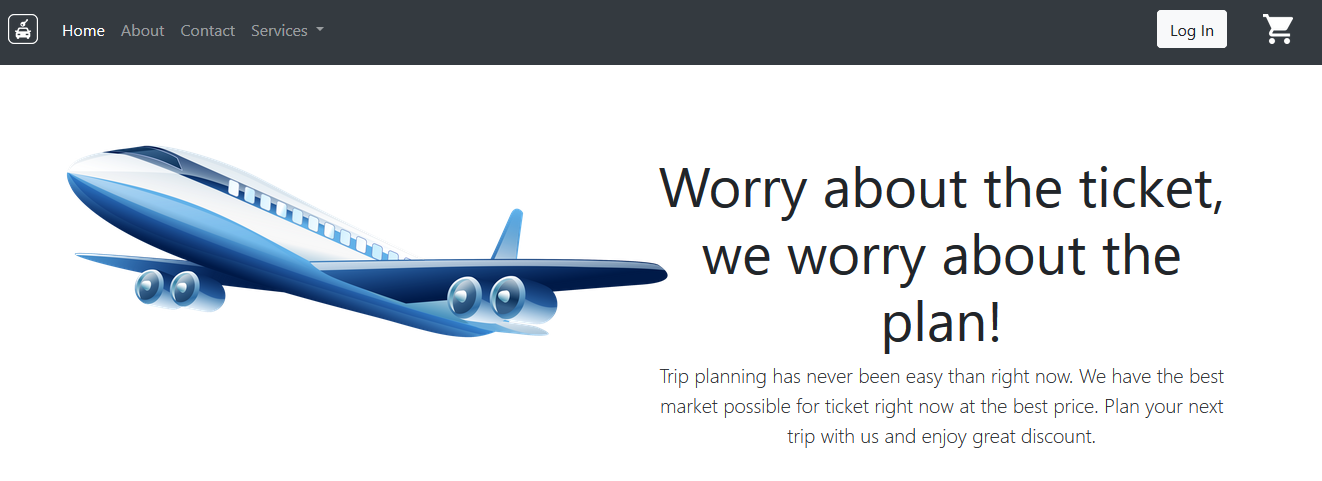 Home About Contact Services Log In
Worry about the ticket,
we worry about the
plan!
Trip planning has never been easy than right now. We have the best
market possible for ticket right now at the best price. Plan your next
trip with us and enjoy great discount.